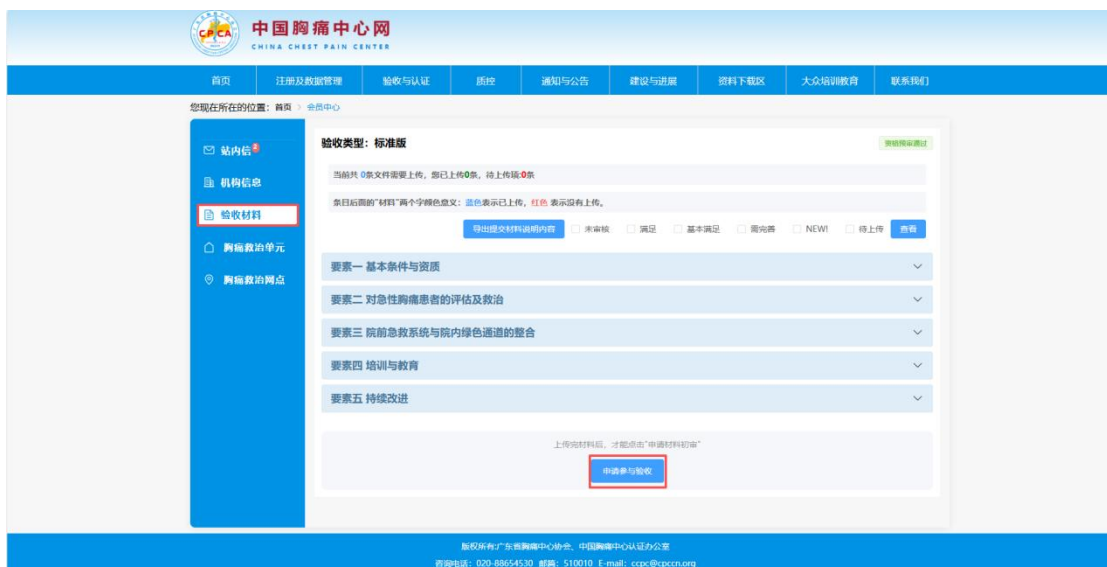 CPCA
中国胸痛中心网
CHINA CHEST PAIN CENTER
首页 注册及数据管理 验收与认证 质控 通知与公告 建设与进展 资料下载区 大众培训教育 联系我们
您现在所在的位置：首页 > 会员中心
站内信 2
机构信息
验收材料
胸痛救治单元
胸痛救治网点
验收类型：标准版
资格预审通过
当前共 0条文件需要上传，您已上传0条，待上传项:0条
条目后面的"材料"两个字颜色意义：蓝色表示已上传，红色 表示没有上传。
导出提交材料说明内容 未审核 满足 基本满足 需完善 NEW! 待上传 查看
要素一 基本条件与资质
要素二 对急性胸痛患者的评估及救治
要素三 院前急救系统与院内绿色通道的整合
要素四 培训与教育
要素五 持续改进
上传完材料后，才能点击"申请材料初审"
申请参与验收
版权所有:广东省胸痛中心协会、中国胸痛中心认证办公室
咨询电话：020-88654530 邮编：510010 E-mail：ccpc@cpccn.org